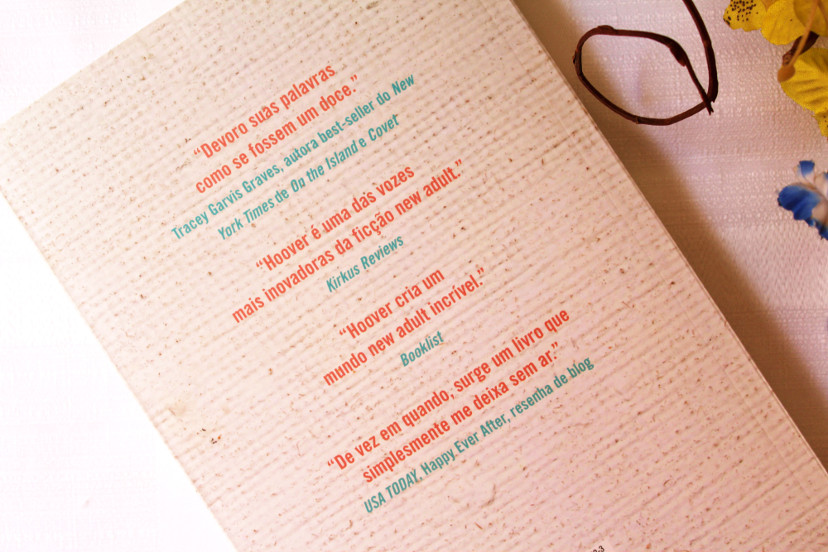 “Devoro suas palavras
como se fossem um doce.”
Tracey Garvis Graves, autora best-seller do New
York Times de On the Island e Cover
“Hoover é uma das vozes
mais inovadoras da ficção new adult.”
Kirkus Reviews
“Hoover cria um
mundo new adult incrível.”
Booklist
“De vez em quando, surge um livro que
simplesmente me deixa sem ar.”
USA TODAY, Happy Ever After, resenha de blog